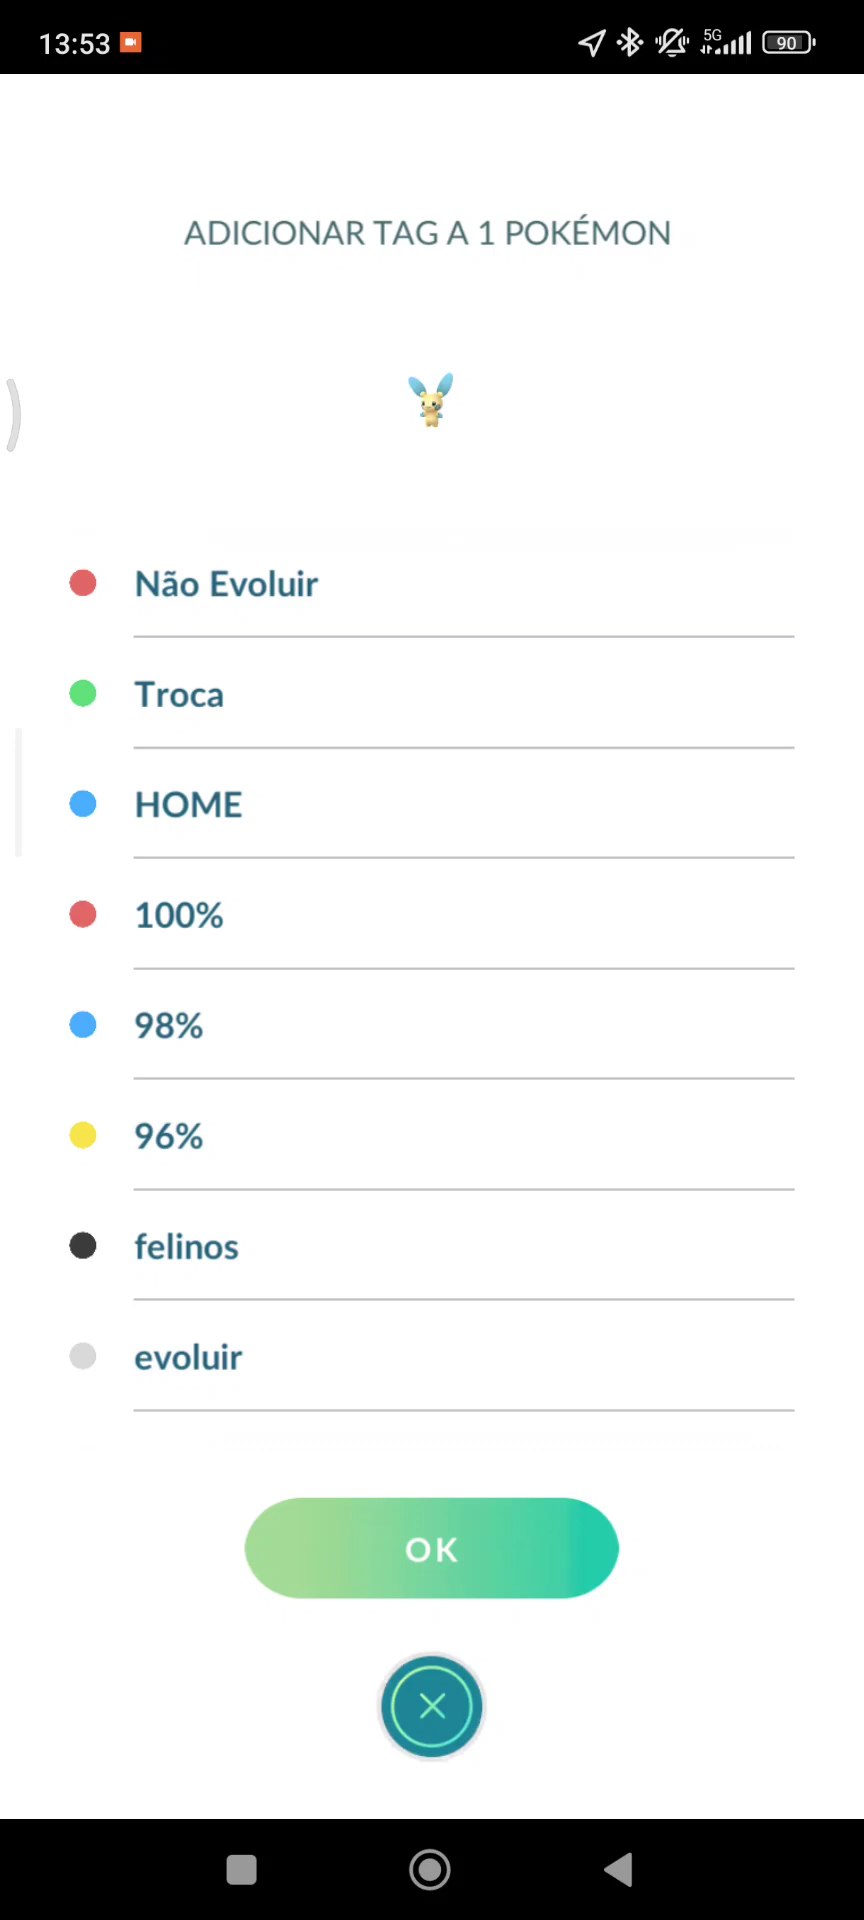 13:53
5G
90
ADICIONAR TAG A 1 POKÉMON
Não Evoluir
Troca
HOME
100%
98%
96%
felinos
evoluir
OK